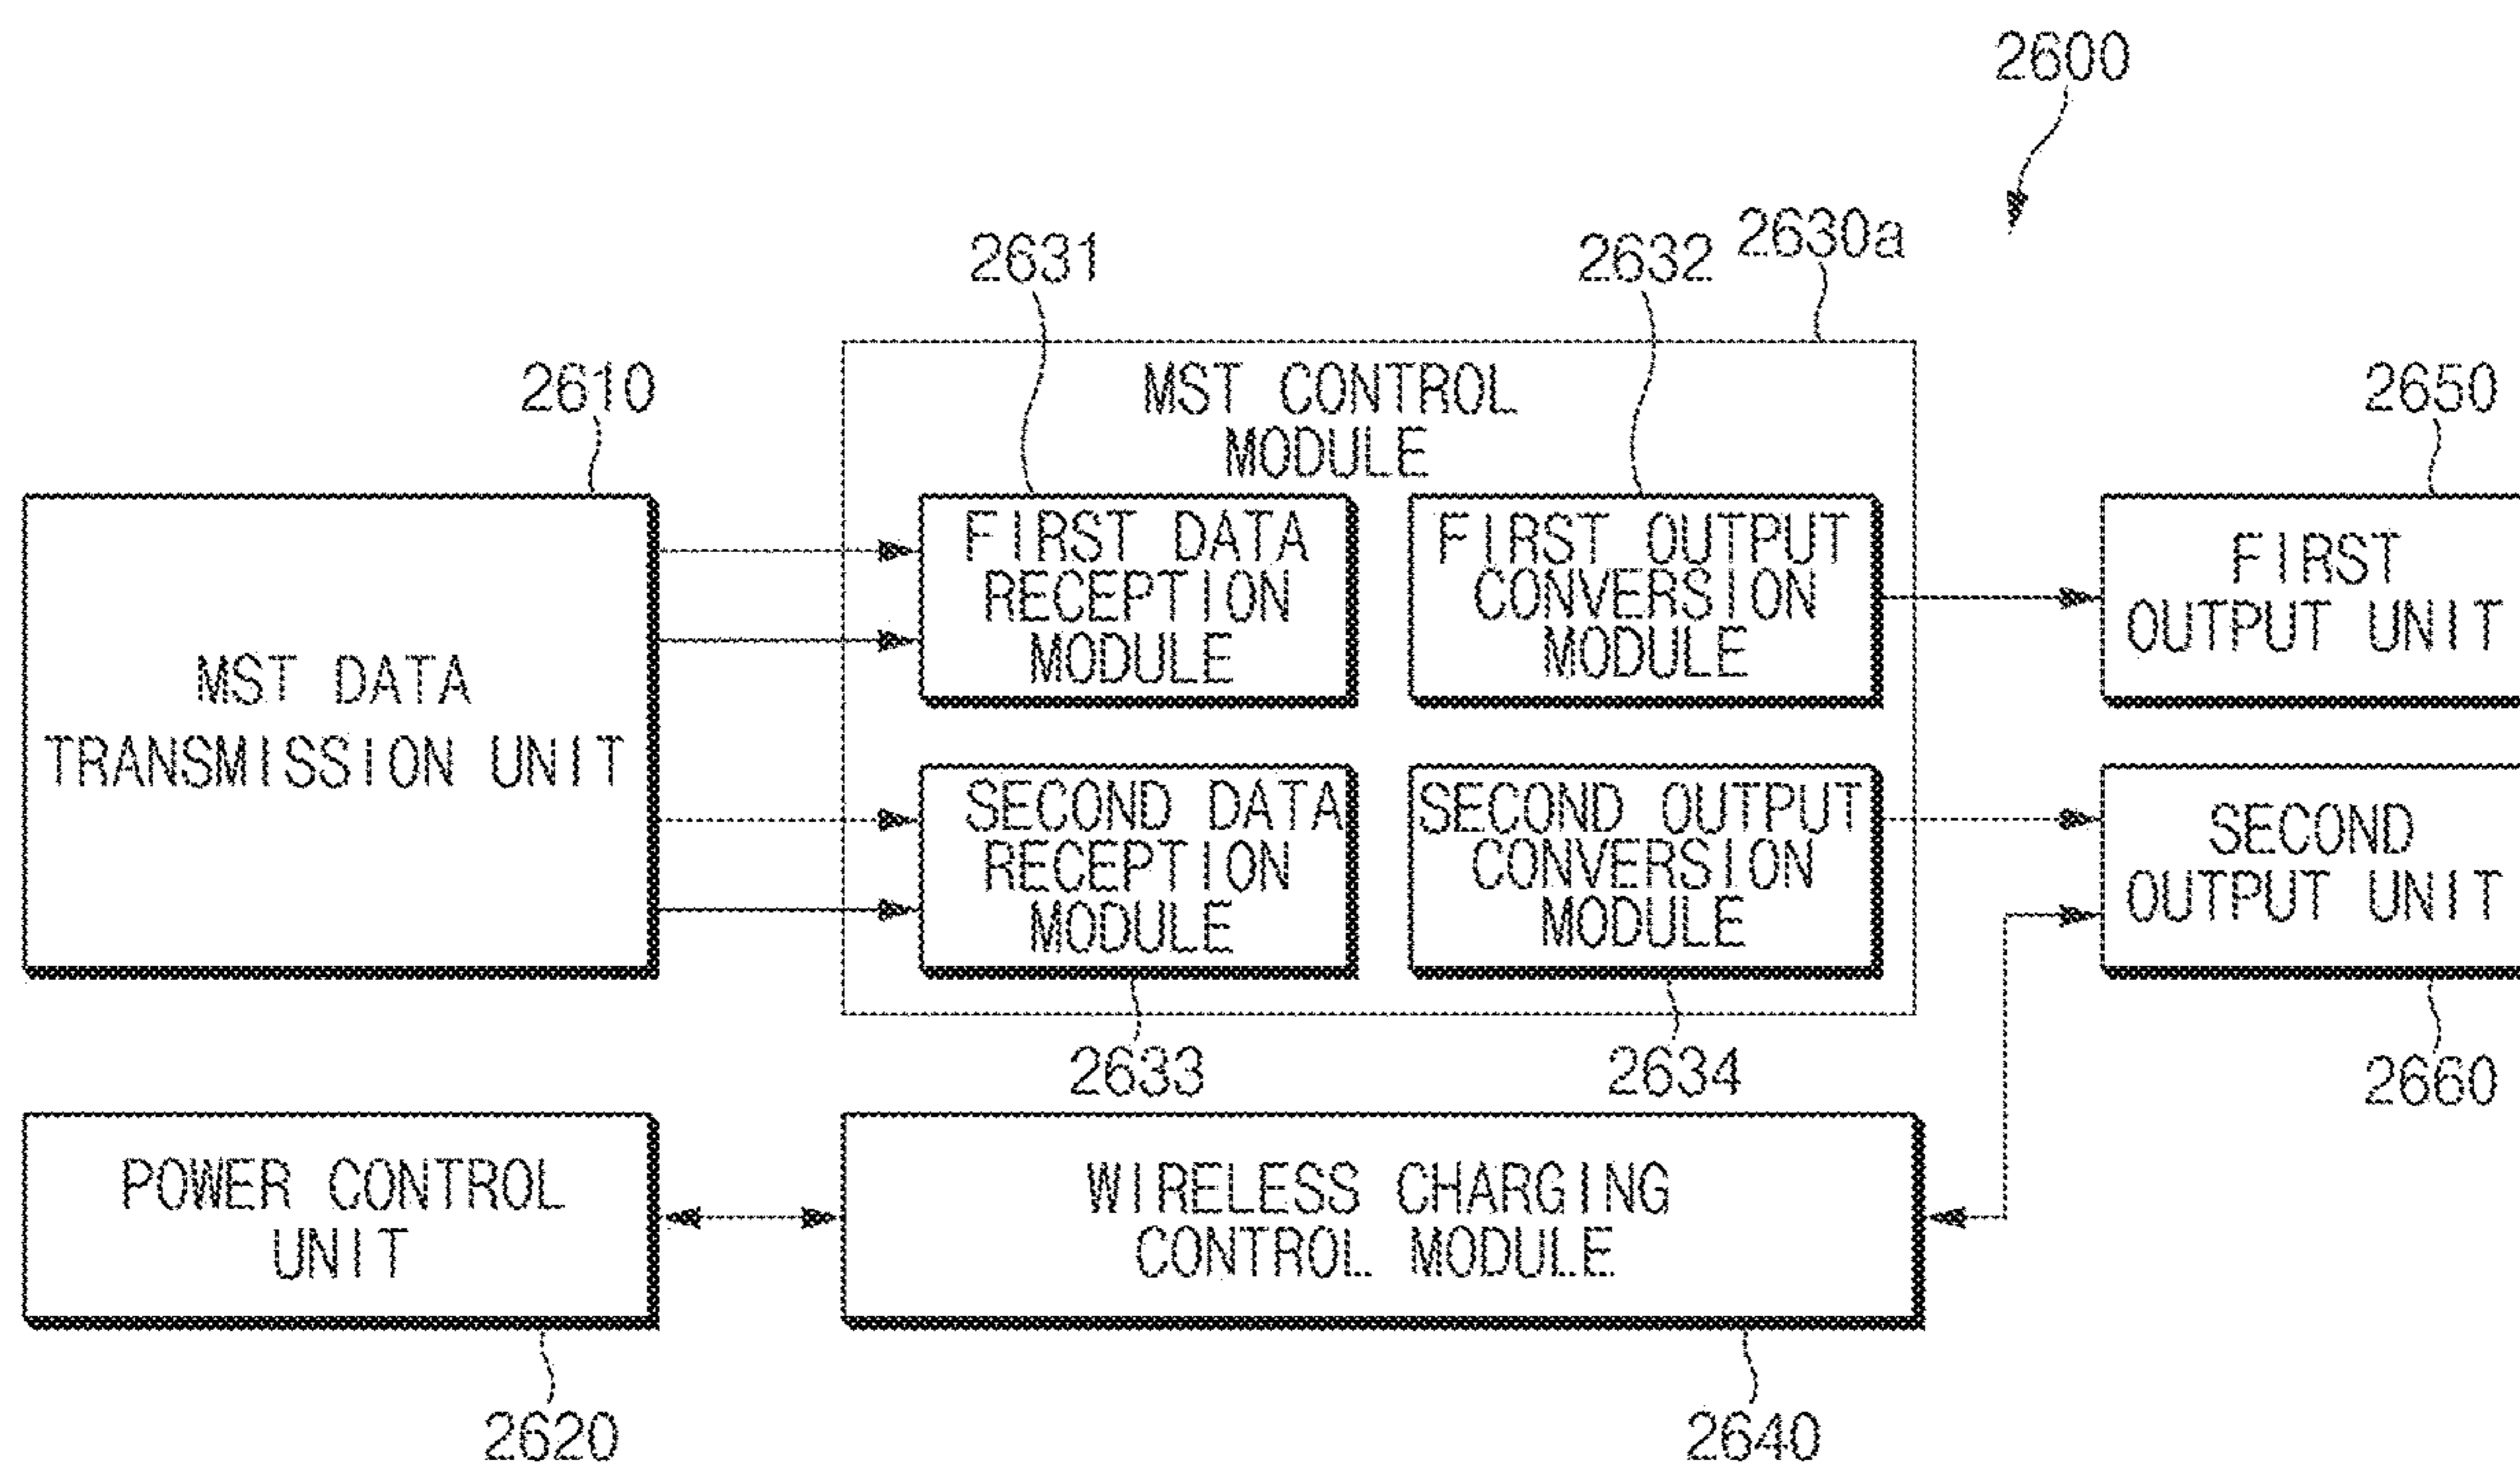 2600
2631
2632
2630a
2610
MST CONTROL
MODULE
2650
MST DATA
TRANSMISSION UNIT
FIRST DATA
RECEPTION
MODULE
FIRST OUTPUT
CONVERSION
MODULE
FIRST
OUTPUT UNIT
SECOND DATA
RECEPTION
MODULE
SECOND OUTPUT
CONVERSION
MODULE
SECOND
OUTPUT UNIT
2633
2634
2660
POWER CONTROL
UNIT
WIRELESS CHARGING
CONTROL MODULE
2620
2640